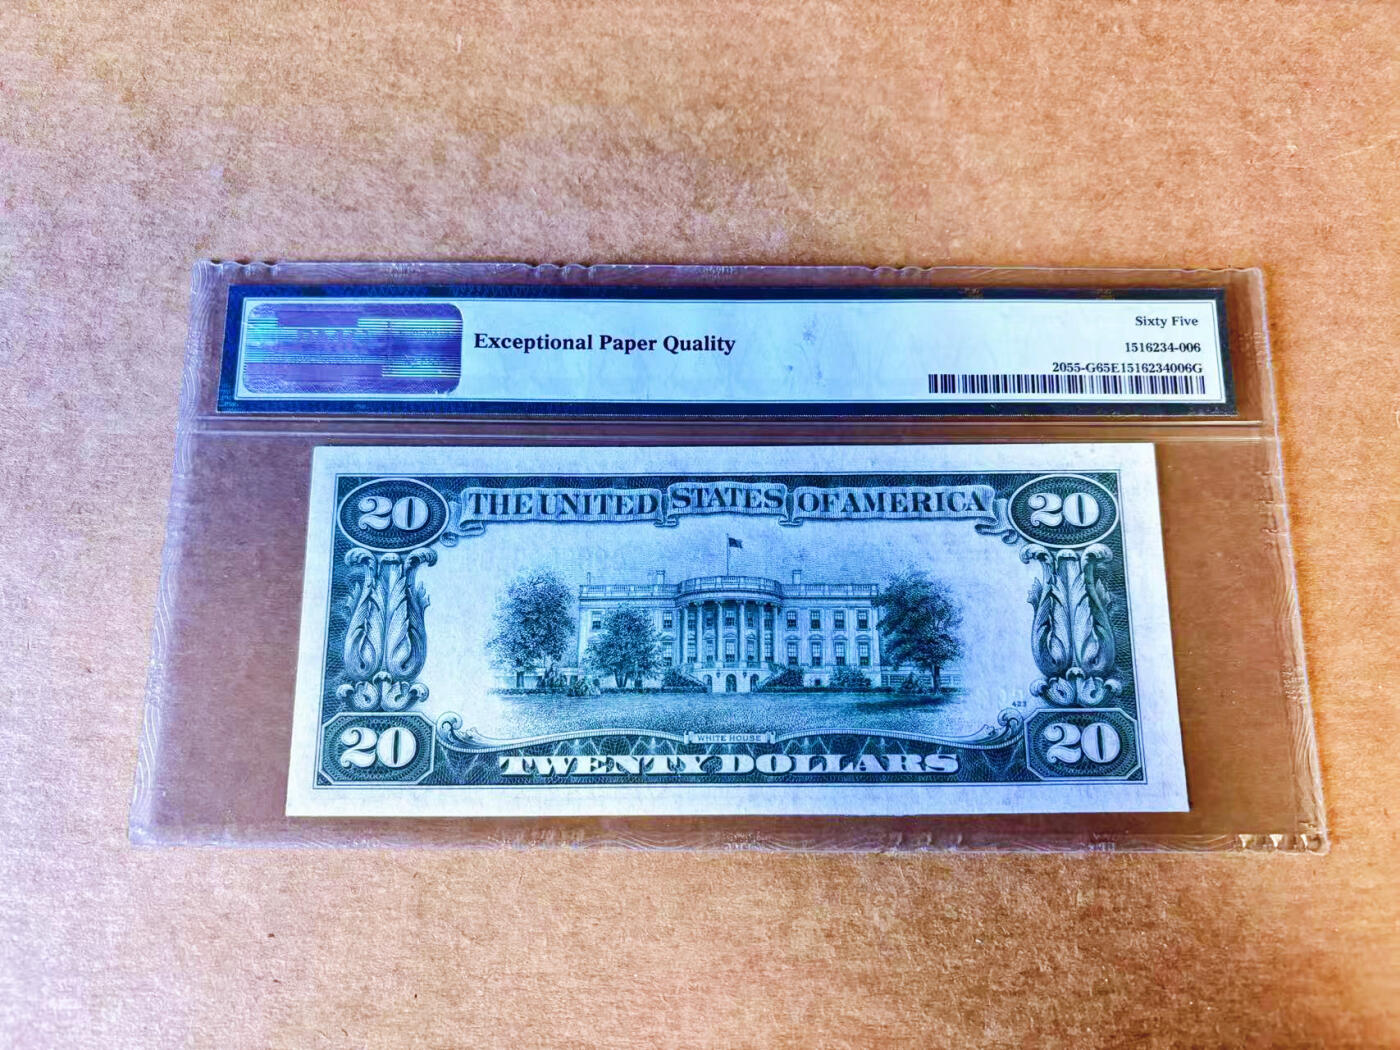 Exceptional Paper Quality
Sixty Five
1516234-006
2055-G65E1516234006G
20 THE UNITED STATES OF AMERICA 20
423
WHITE HOUSE
20 TWENTY DOLLARS 20